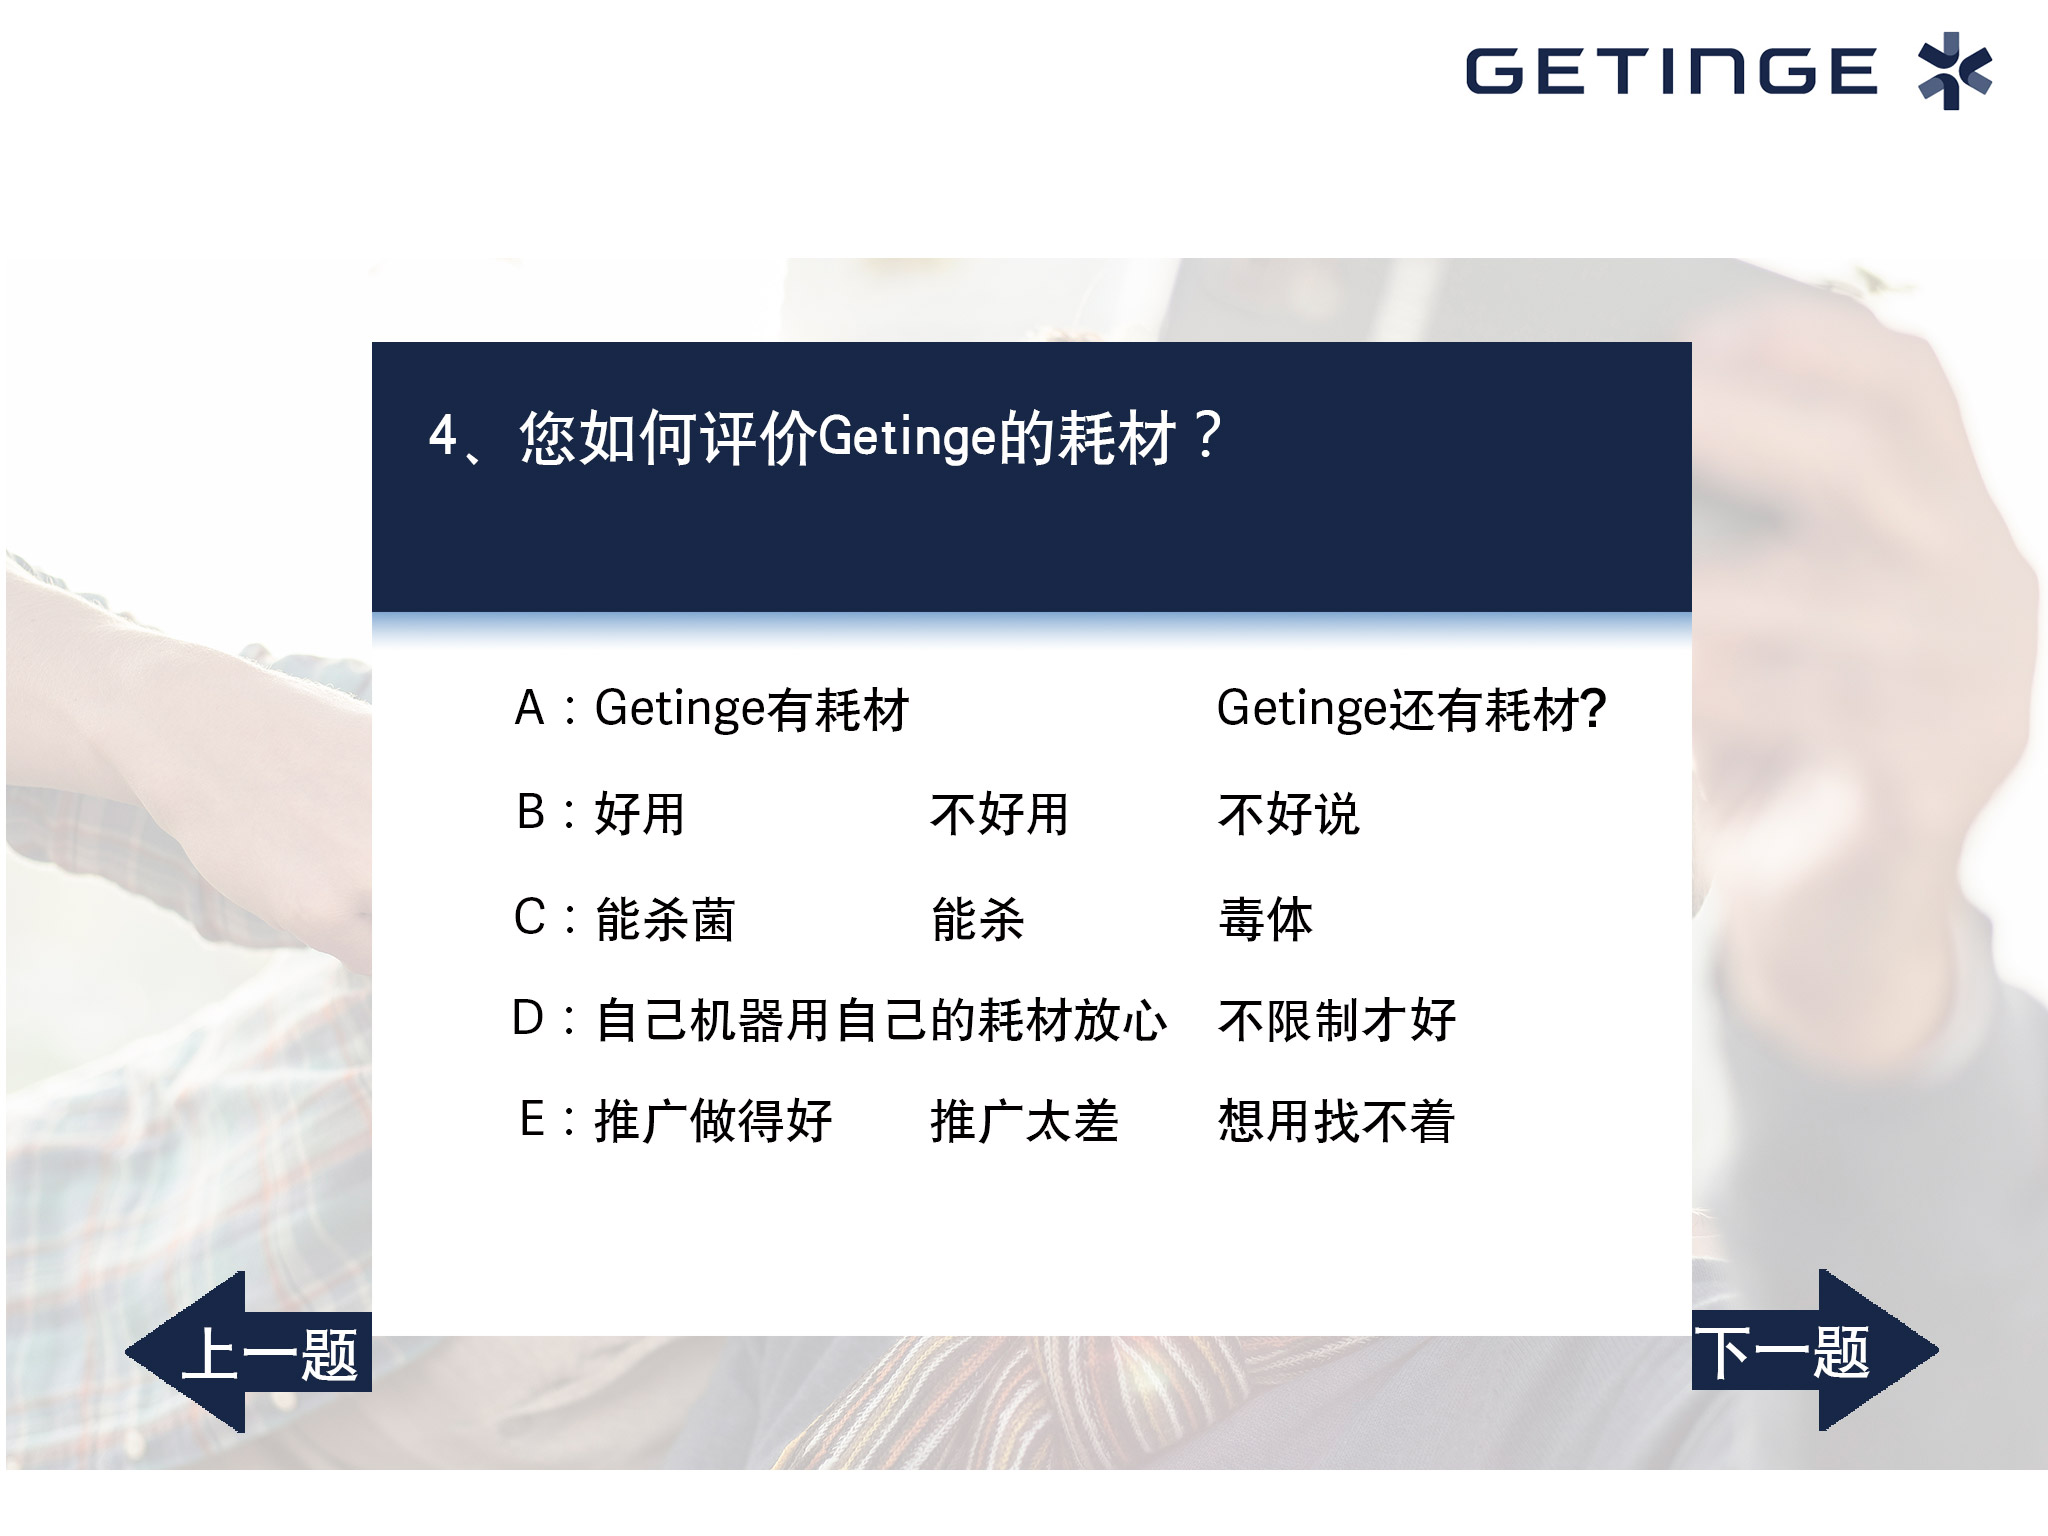 GETINGE
4、您如何评价Getinge的耗材？
A：Getinge有耗材 Getinge还有耗材?
B：好用 不好用 不好说
C：能杀菌 能杀 毒体
D：自己机器用自己的耗材放心 不限制才好
E：推广做得好 推广太差 想用找不着
上一题
下一题